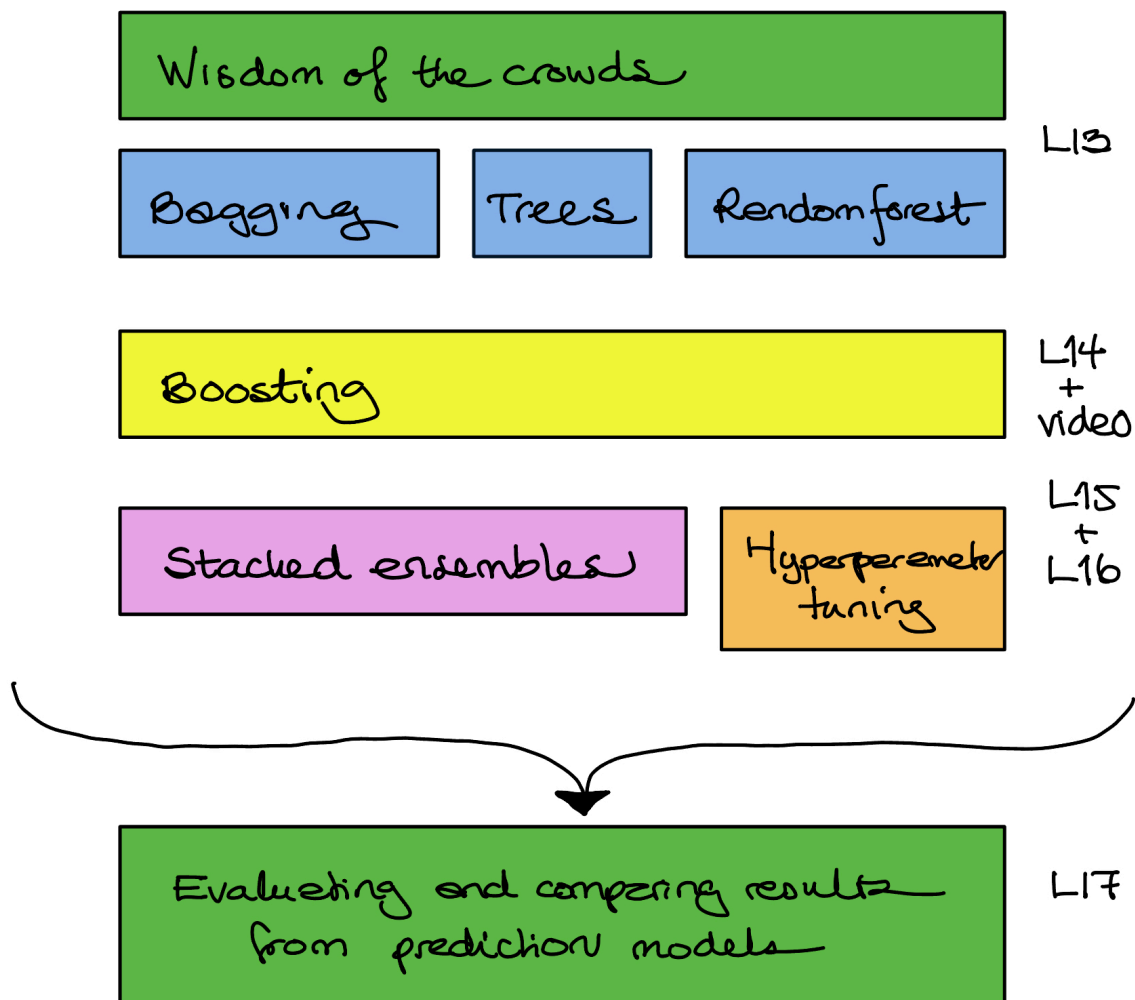 Wisdom of the crowds
L13
Bagging
Trees
Randomforest
Boosting
L14
+
video
Stacked ensembles
Hyperparameter
tuning
L15
+
L16
Evaluating and comparing results
from prediction models
L17